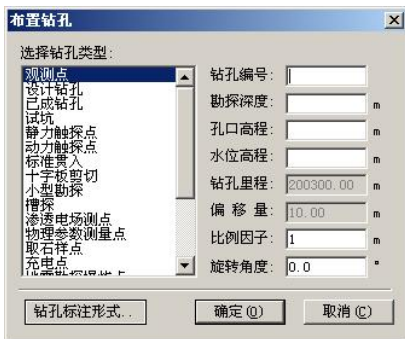 布置钻孔
选择钻孔类型:
观测点
设计钻孔
已成钻孔
试坑
静力触探点
动力触探点
标准贯入
十字板剪切
小型勘探
槽探
渗透电场测点
物理参数测量点
取石样点
充电点
钻孔编号:
勘探深度: m
孔口高程: m
水位高程: m
钻孔里程: 200300.00 m
偏 移 量: 10.00 m
比例因子: 1 m
旋转角度: 0.0 °
钻孔标注形式..
确定(O)
取消(C)